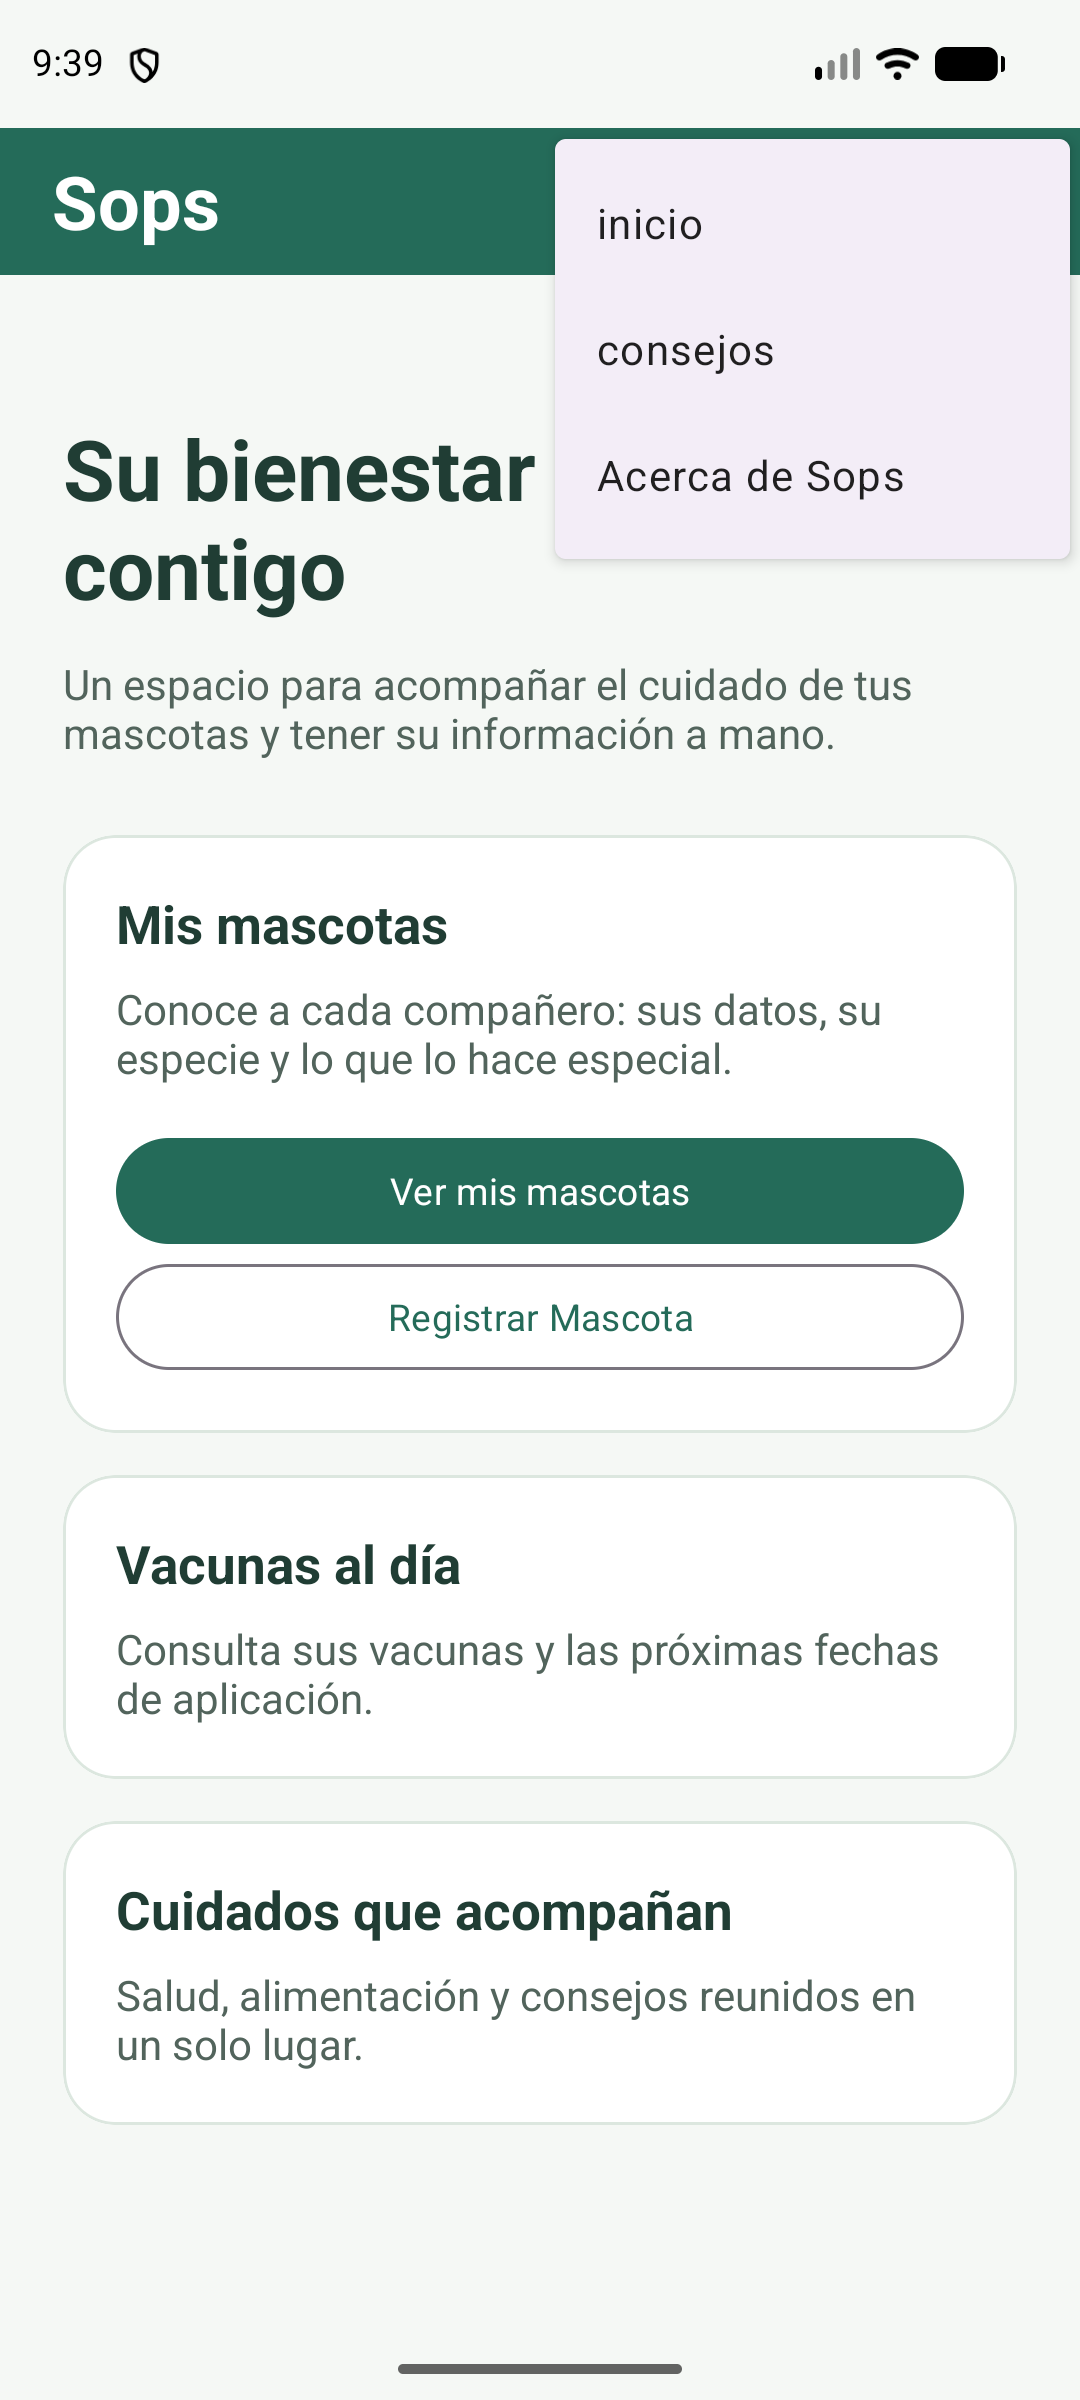 9:39
Sops
inicio
consejos
Acerca de Sops
Su bienestar
contigo
Un espacio para acompañar el cuidado de tus
mascotas y tener su información a mano.
Mis mascotas
Conoce a cada compañero: sus datos, su
especie y lo que lo hace especial.
Ver mis mascotas
Registrar Mascota
Vacunas al día
Consulta sus vacunas y las próximas fechas
de aplicación.
Cuidados que acompañan
Salud, alimentación y consejos reunidos en
un solo lugar.